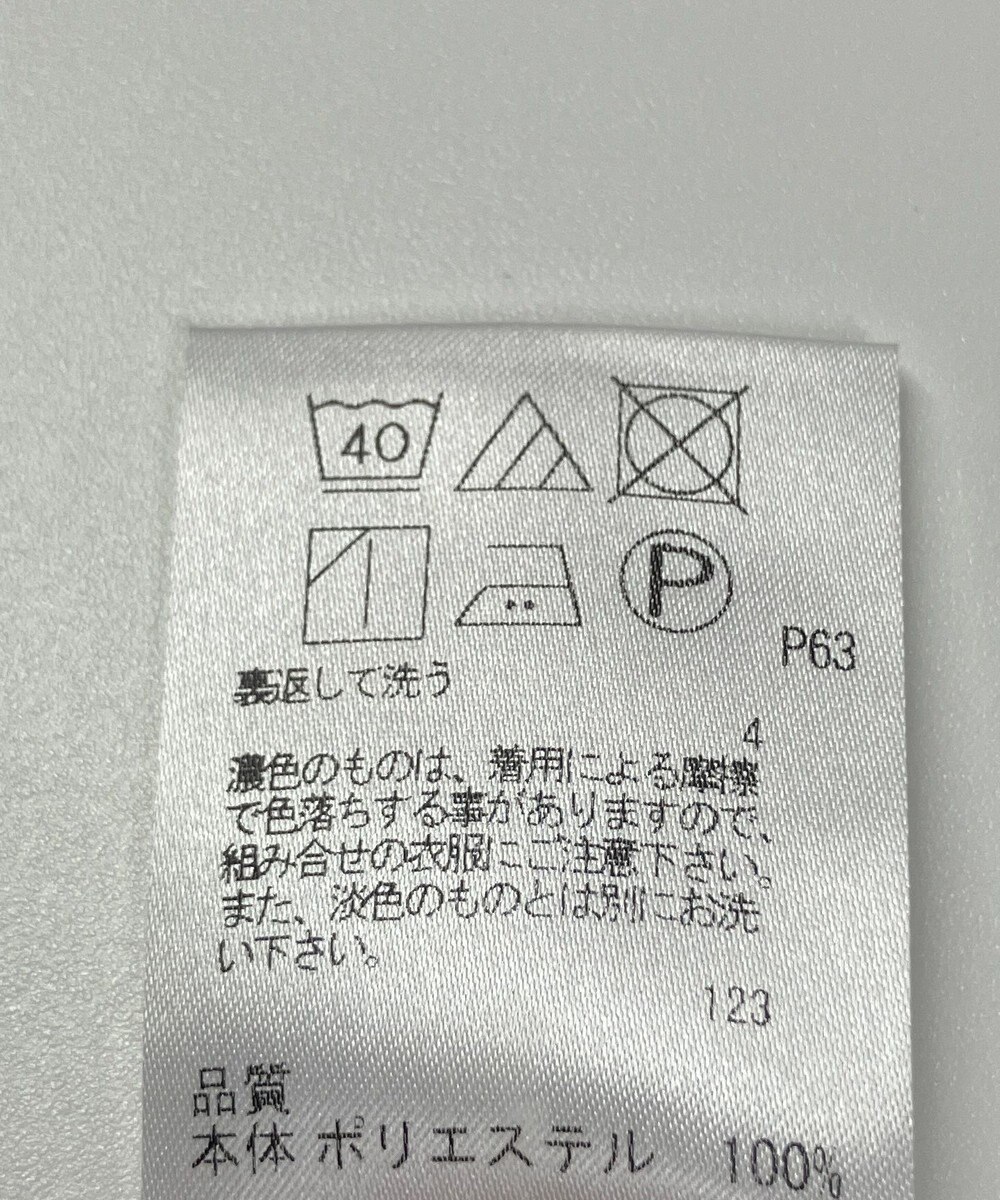 40
P
P63
裏返して洗う
4
濃色のものは、着用による摩擦
で色落ちする事がありますので、
組み合せの衣服にご注意下さい。
また、淡色のものとは別にお洗
い下さい。
123
品質
本体 ポリエステル 100%